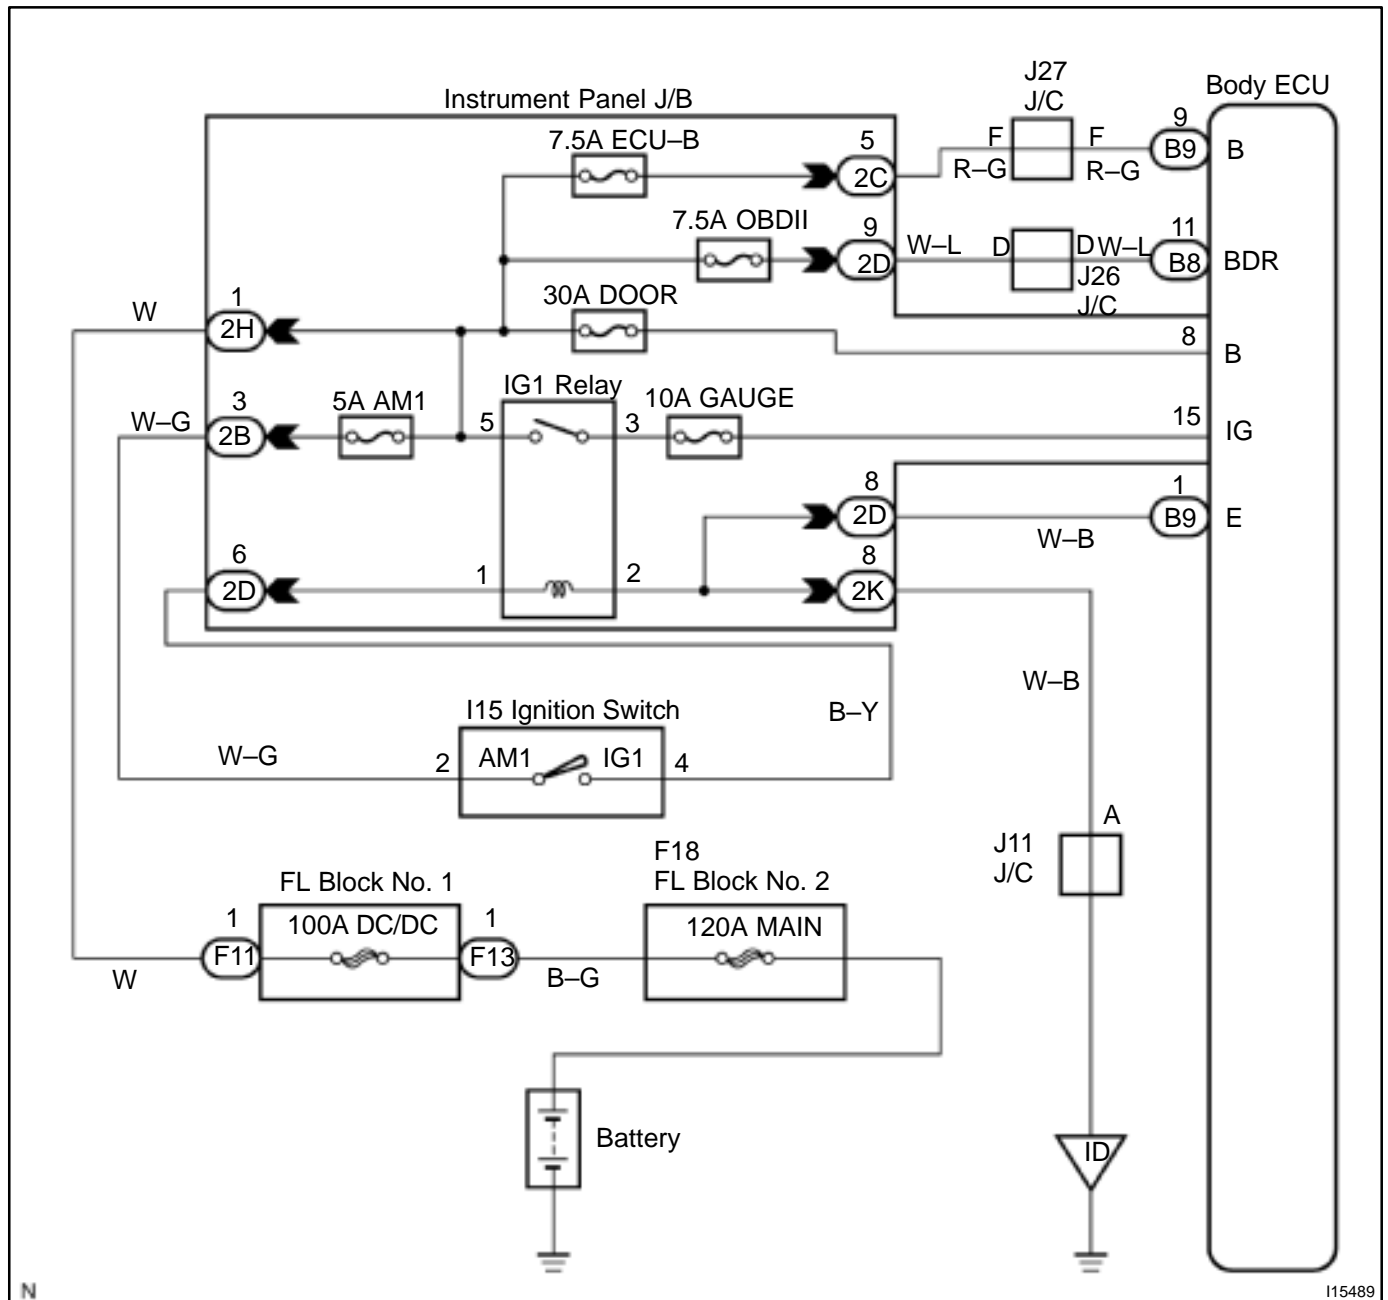 J27
J/C
Body ECU
Instrument Panel J/B
7.5A ECU–B
5
2C
F
F
R–G
R–G
9
B9
B
7.5A OBDII
9
2D
W–L
D
D
W–L
J26
J/C
11
B8
BDR
W
1
2H
30A DOOR
8
B
W–G
3
2B
5A AM1
IG1 Relay
5
3
10A GAUGE
15
IG
8
2D
W–B
1
B9
E
6
2D
1
2
8
2K
W–B
B–Y
I15 Ignition Switch
W–G
2
AM1
IG1
4
A
J11
J/C
F18
FL Block No. 2
FL Block No. 1
1
F11
100A DC/DC
1
F13
120A MAIN
W
B–G
Battery
ID
N
I15489